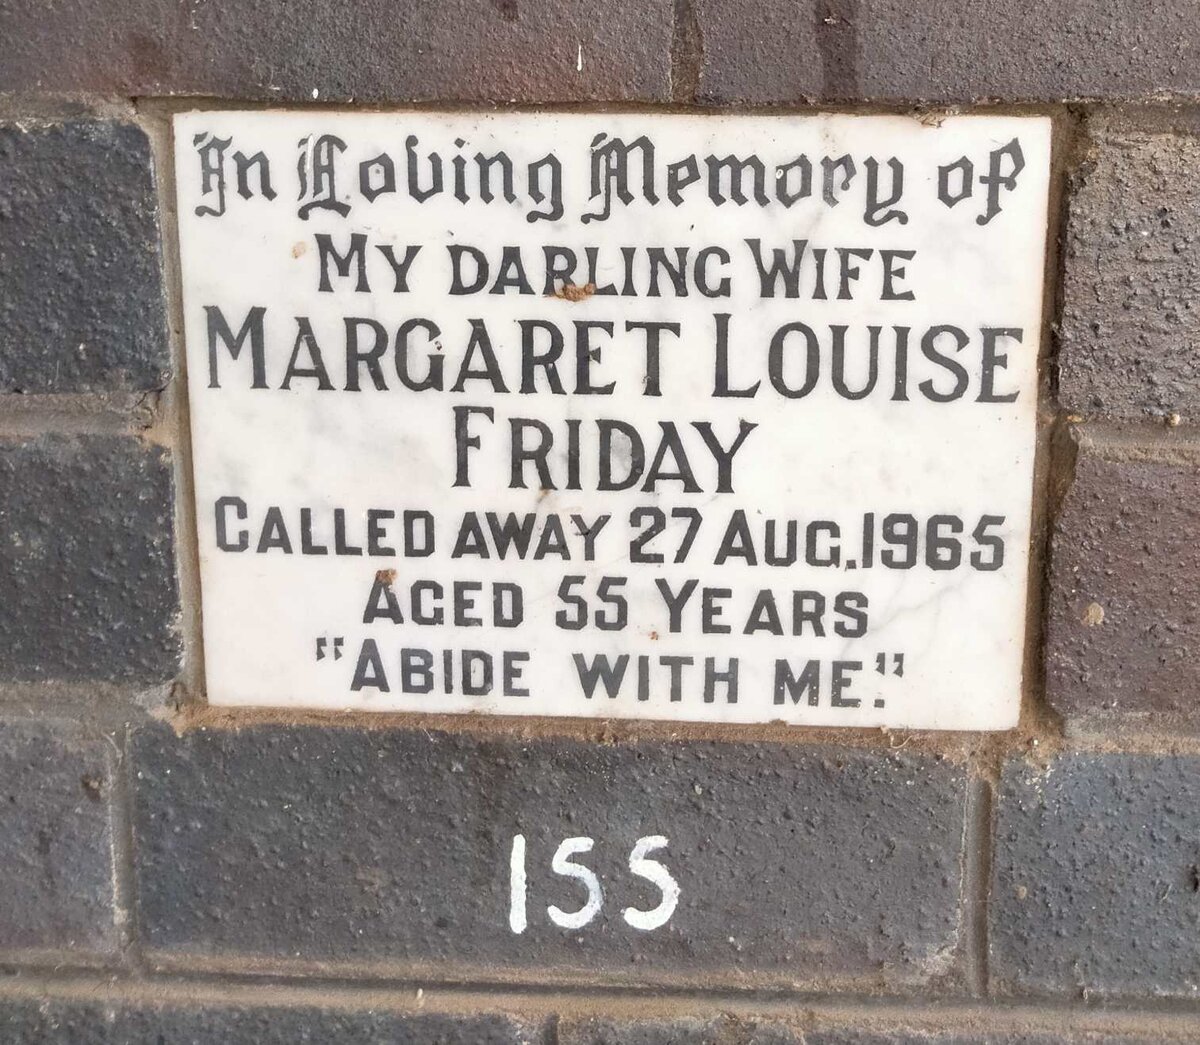 In Loving Memory of
MY DARLING WIFE
MARGARET LOUISE
FRIDAY
CALLED AWAY 27 AUG. 1965
AGED 55 YEARS
"ABIDE WITH ME."
155